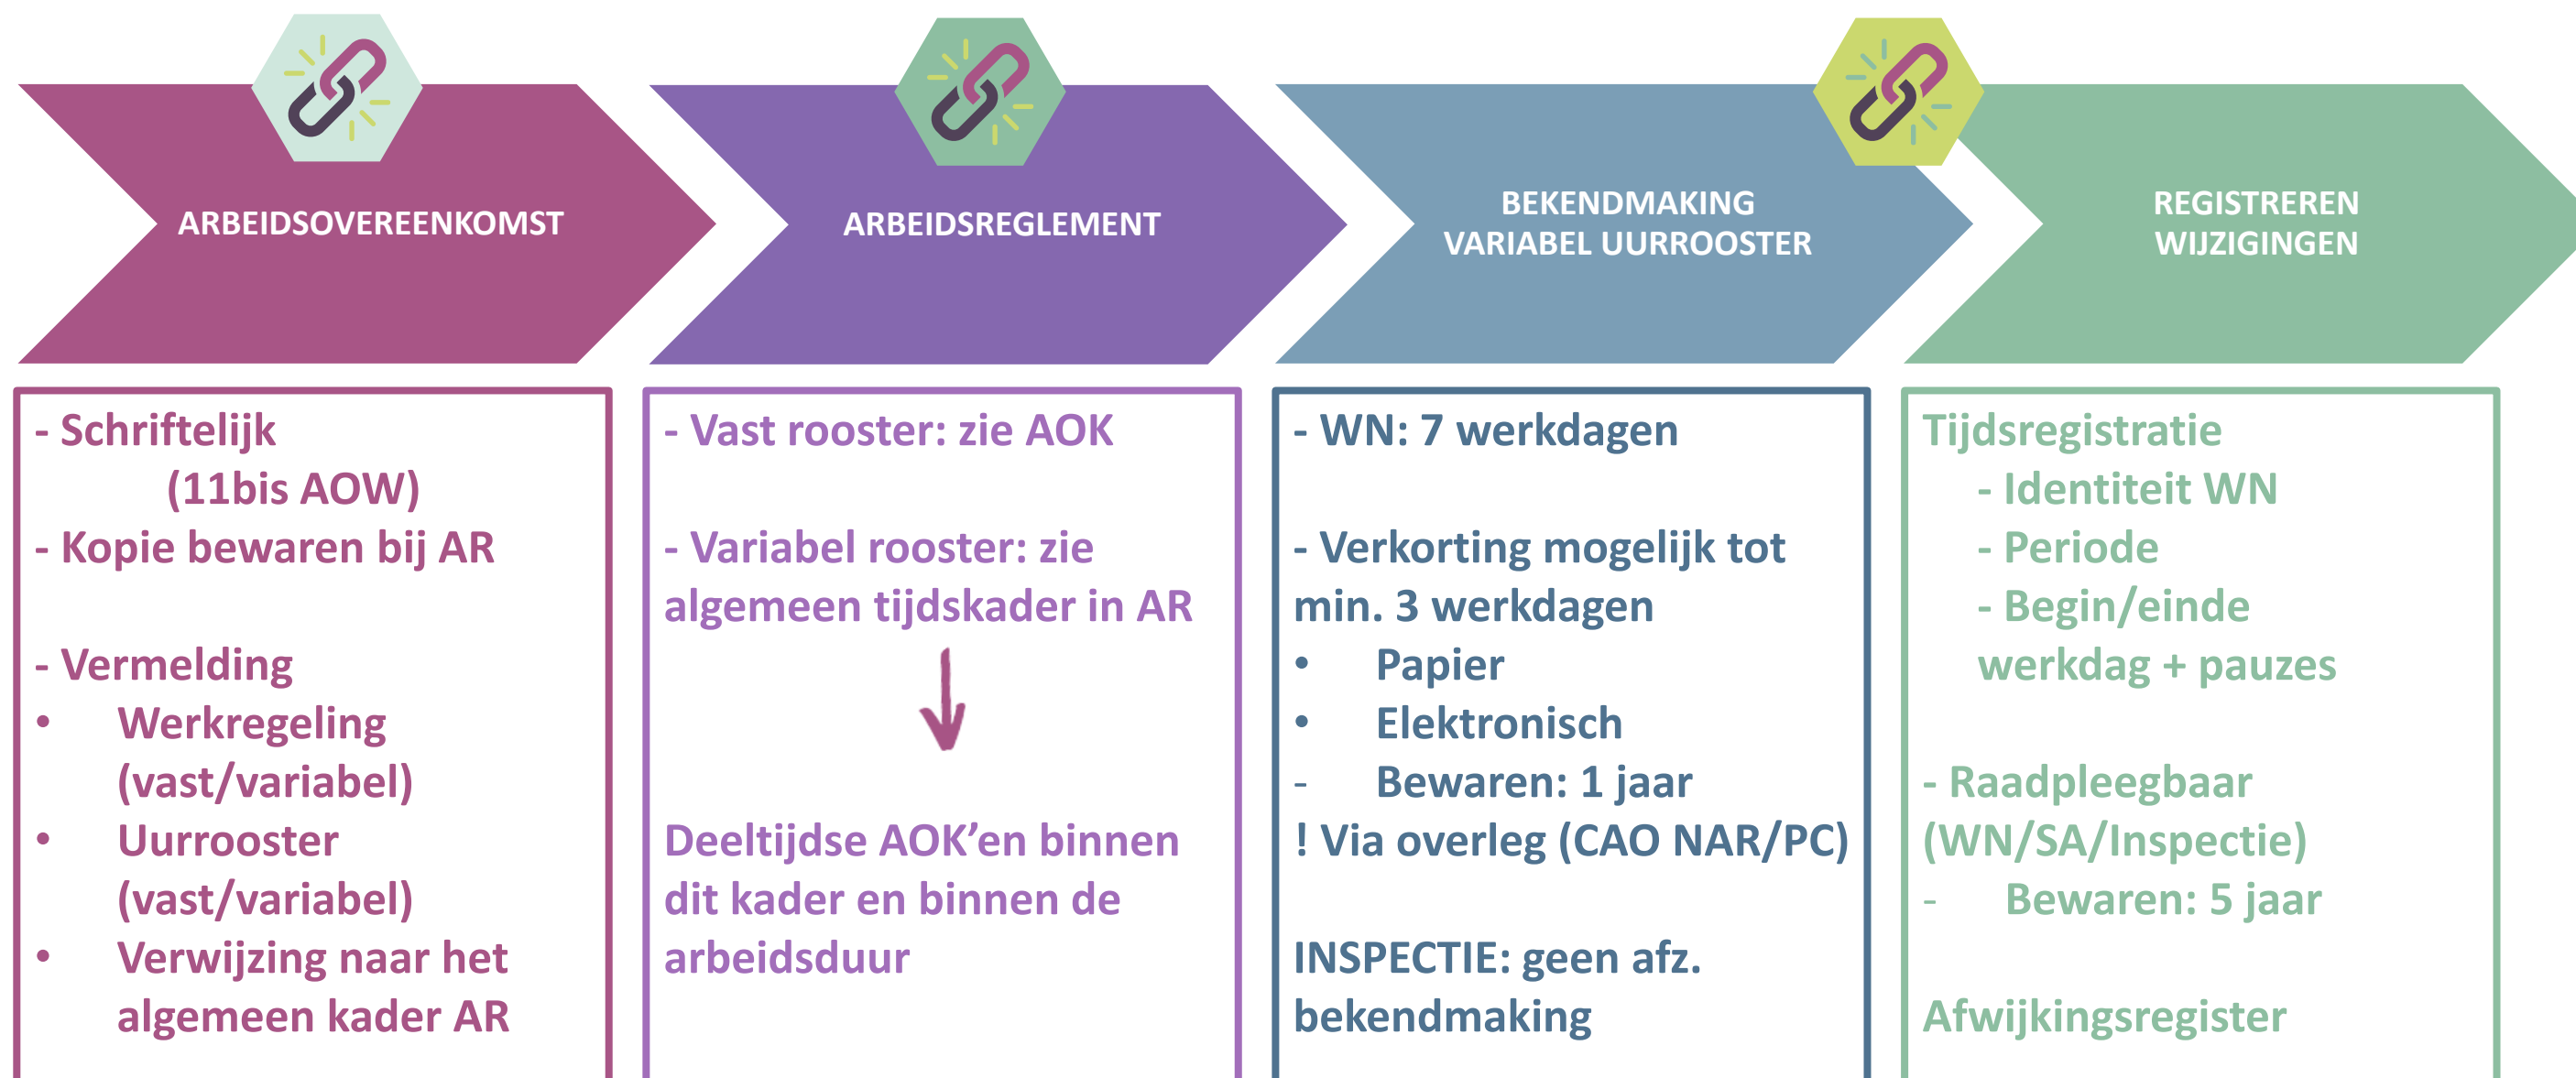 ARBEIDSOVEREENKOMST
- Schriftelijk
(11bis AOW)
- Kopie bewaren bij AR
- Vermelding
• Werkregeling
(vast/variabel)
• Uurrooster
(vast/variabel)
• Verwijzing naar het
algemeen kader AR
ARBEIDSREGLEMENT
- Vast rooster: zie AOK
- Variabel rooster: zie
algemeen tijdskader in AR
Deeltijdse AOK’en binnen
dit kader en binnen de
arbeidsduur
BEKENDMAKING
VARIABEL UURROOSTER
- WN: 7 werkdagen
- Verkorting mogelijk tot
min. 3 werkdagen
• Papier
• Elektronisch
- Bewaren: 1 jaar
! Via overleg (CAO NAR/PC)
INSPECTIE: geen afz.
bekendmaking
REGISTREREN
WIJZIGINGEN
Tijdsregistratie
- Identiteit WN
- Periode
- Begin/einde
werkdag + pauzes
- Raadpleegbaar
(WN/SA/Inspectie)
- Bewaren: 5 jaar
Afwijkingsregister